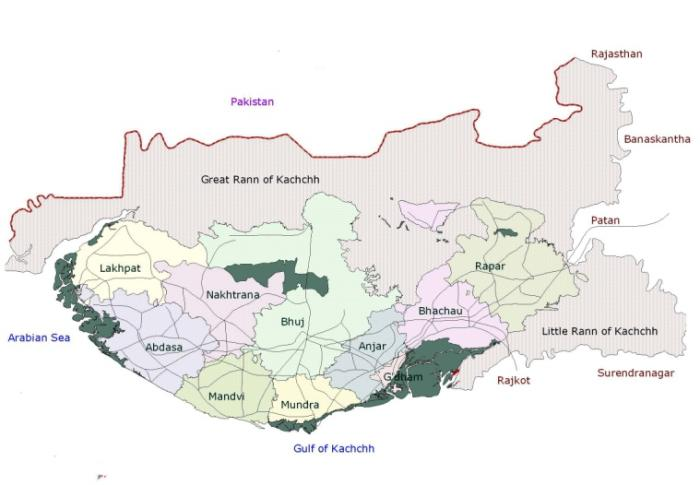 Rajasthan
Pakistan
Banaskantha
Great Rann of Kachchh
Patan
Lakhpat
Rapar
Nakhtrana
Bhachau
Bhuj
Little Rann of Kachchh
Arabian Sea
Abdasa
Anjar
Surendranagar
G'dham
Rajkot
Mandvi
Mundra
Gulf of Kachchh